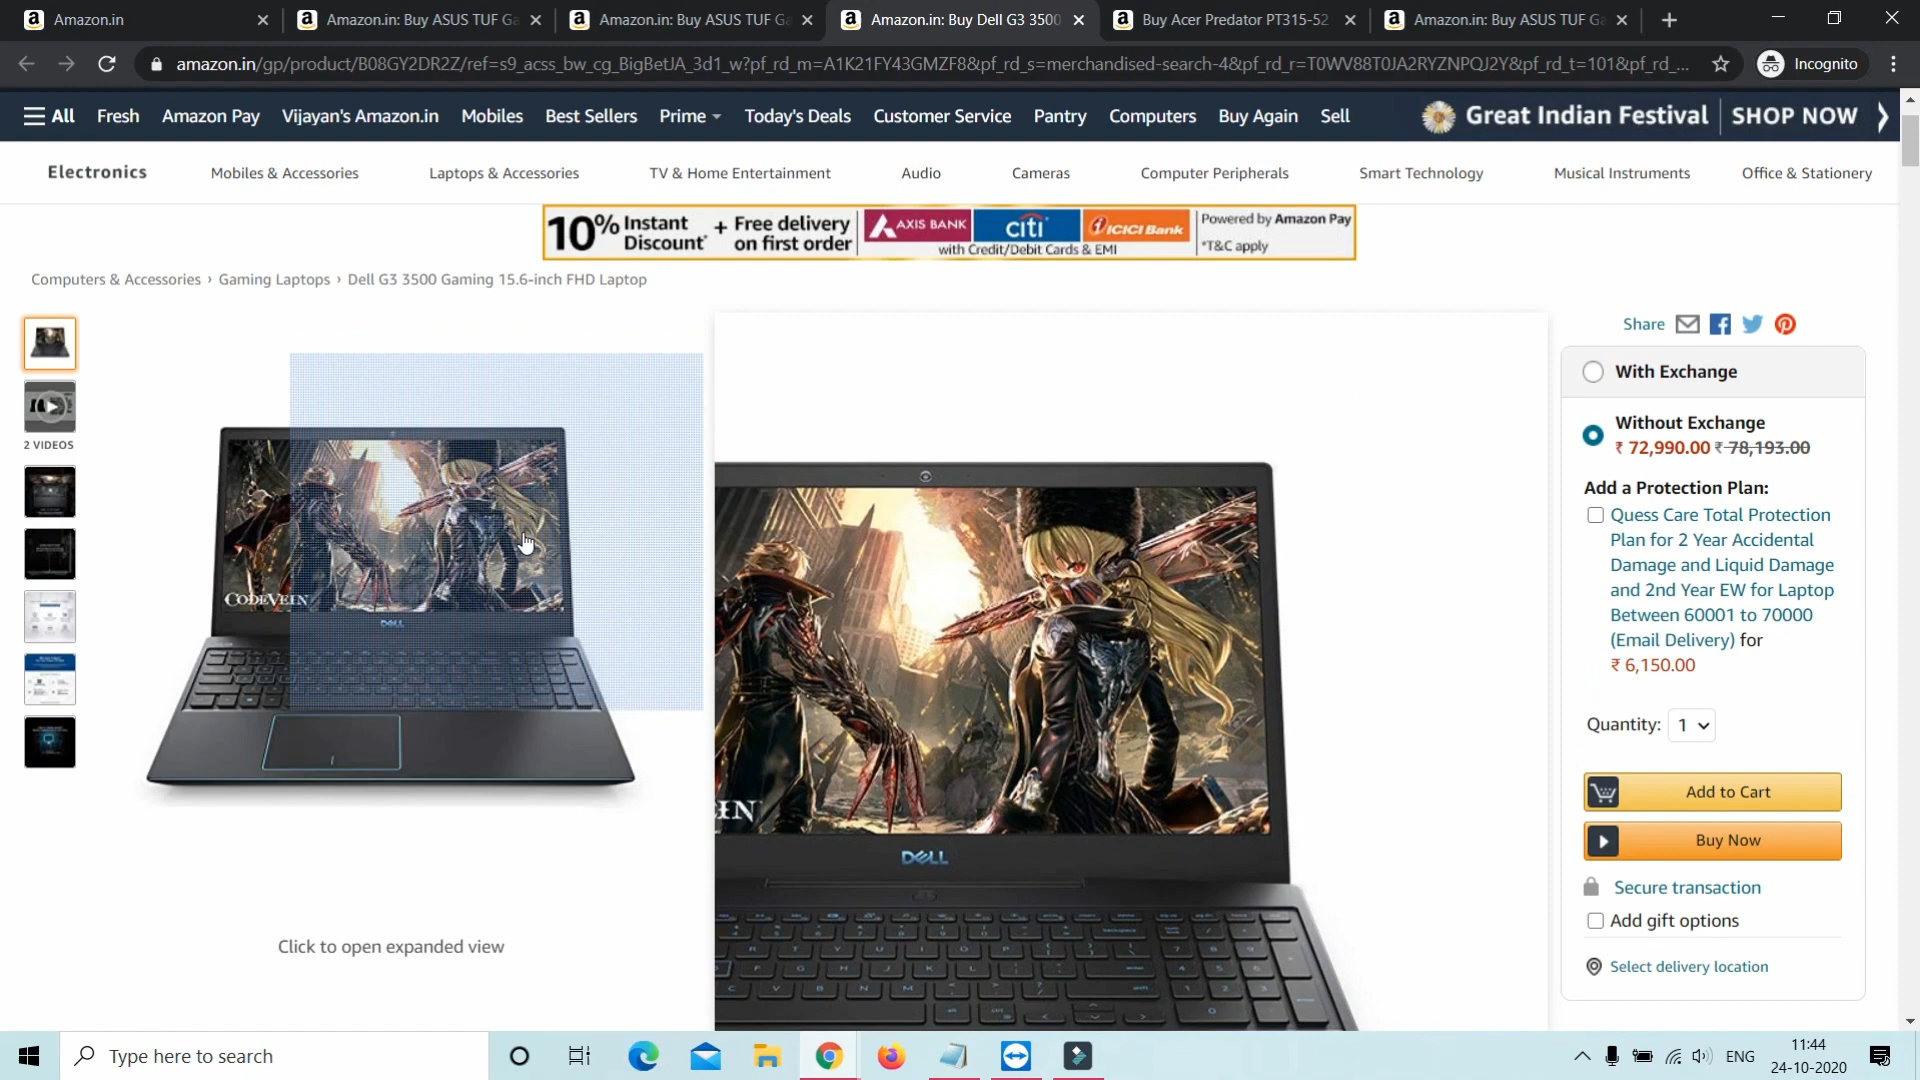 Amazon.in
Amazon.in: Buy ASUS TUF Ga
Amazon.in: Buy ASUS TUF Ga
Amazon.in: Buy Dell G3 3500
Buy Acer Predator PT315-52
Amazon.in: Buy ASUS TUF Ga
amazon.in/gp/product/B08GY2DR2Z/ref=s9_acss_bw_cg_BigBetJA_3d1_w?pf_rd_m=A1K21FY43GMZF8&pf_rd_s=merchandised-search-4&pf_rd_r=T0WV88T0JA2RYZNPQJ2Y&pf_rd_t=101&pf_rd_...
Incognito
All Fresh Amazon Pay Vijayan's Amazon.in Mobiles Best Sellers Prime Today's Deals Customer Service Pantry Computers Buy Again Sell
Great Indian Festival SHOP NOW
Electronics Mobiles & Accessories Laptops & Accessories TV & Home Entertainment Audio Cameras Computer Peripherals Smart Technology Musical Instruments Office & Stationery
10% Instant Discount* + Free delivery on first order
AXIS BANK citi ICICI Bank
with Credit/Debit Cards & EMI
Powered by Amazon Pay
*T&C apply
Computers & Accessories › Gaming Laptops › Dell G3 3500 Gaming 15.6-inch FHD Laptop
2 VIDEOS
CODE VEIN
DELL
Click to open expanded view
EIN
DELL
Share
With Exchange
Without Exchange
₹ 72,990.00 ₹ 78,193.00
Add a Protection Plan:
Quess Care Total Protection
Plan for 2 Year Accidental
Damage and Liquid Damage
and 2nd Year EW for Laptop
Between 60001 to 70000
(Email Delivery) for
₹ 6,150.00
Quantity: 1
Add to Cart
Buy Now
Secure transaction
Add gift options
Select delivery location
Type here to search
ENG
11:44
24-10-2020